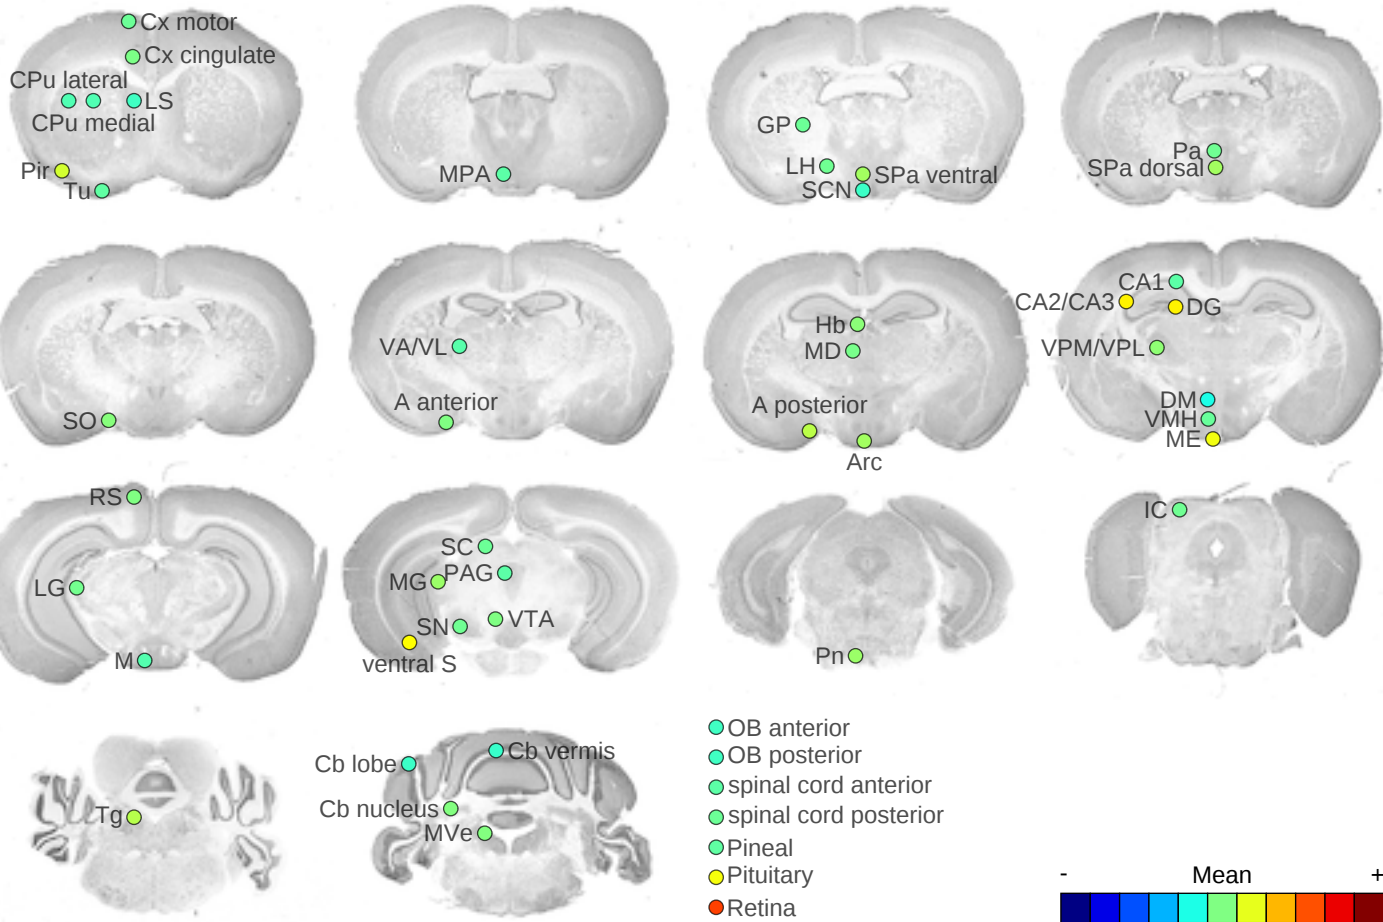 Cx motor
Cx cingulate
CPu lateral
LS
CPu medial
Pir
Tu
MPA
GP
LH
SPa ventral
SCN
Pa
SPa dorsal
SO
VA/VL
A anterior
Hb
MD
A posterior
Arc
CA1
CA2/CA3
DG
VPM/VPL
DM
VMH
ME
RS
LG
M
SC
PAG
MG
VTA
SN
ventral S
Pn
IC
Tg
Cb vermis
Cb lobe
Cb nucleus
MVe
OB anterior
OB posterior
spinal cord anterior
spinal cord posterior
Pineal
Pituitary
Retina
- Mean +